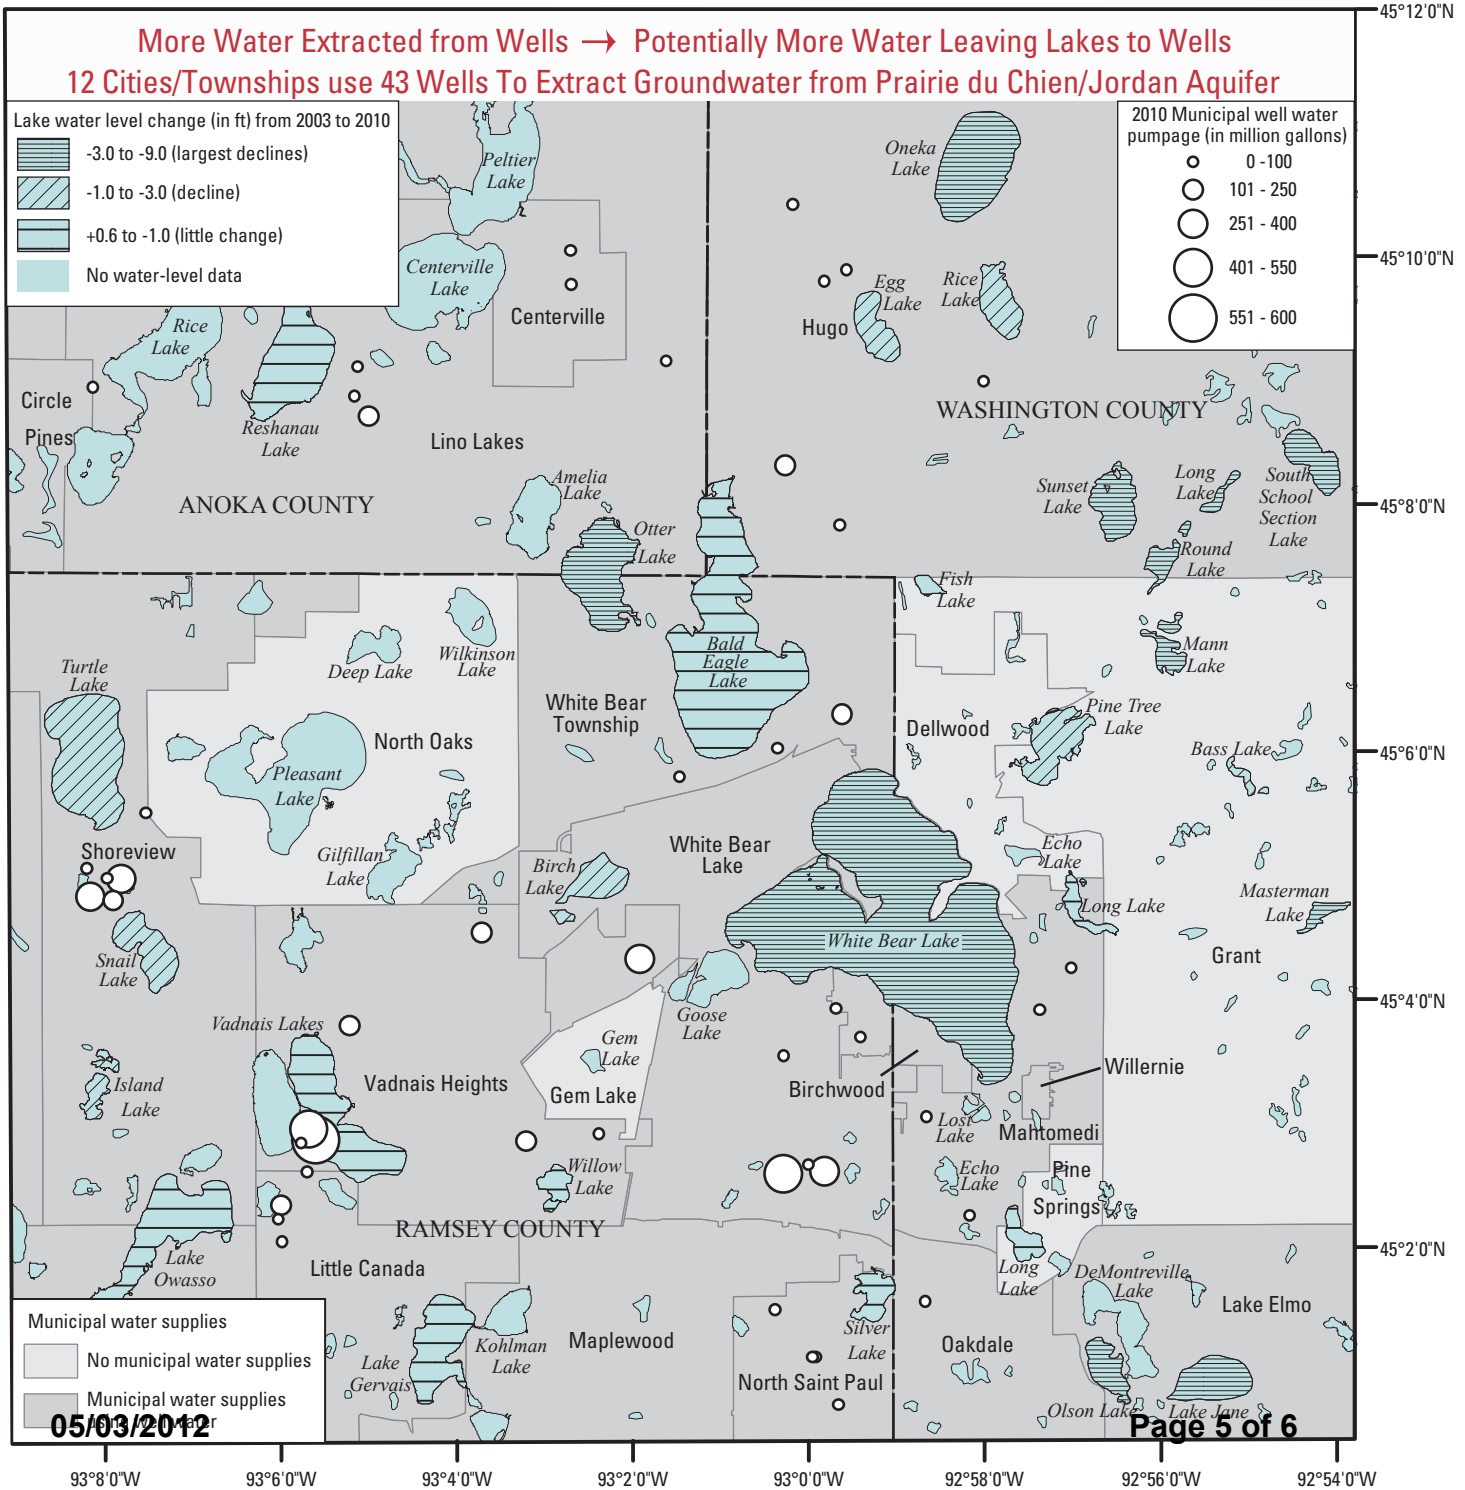 More Water Extracted from Wells → Potentially More Water Leaving Lakes to Wells
12 Cities/Townships use 43 Wells To Extract Groundwater from Prairie du Chien/Jordan Aquifer
Lake water level change (in ft) from 2003 to 2010
-3.0 to -9.0 (largest declines)
-1.0 to -3.0 (decline)
+0.6 to -1.0 (little change)
No water-level data
2010 Municipal well water
pumpage (in million gallons)
0 -100
101 - 250
251 - 400
401 - 550
551 - 600
45°12'0"N
45°10'0"N
45°8'0"N
45°6'0"N
45°4'0"N
45°2'0"N
Peltier
Lake
Oneka
Lake
Centerville
Lake
Centerville
Egg
Lake
Rice
Lake
Hugo
Rice
Lake
Circle
Pines
Reshanau
Lake
Lino Lakes
WASHINGTON COUNTY
ANOKA COUNTY
Amelia
Lake
Otter
Lake
Sunset
Lake
Long
Lake
South
School
Section
Lake
Round
Lake
Fish
Lake
Turtle
Lake
Deep Lake
Wilkinson
Lake
Bald
Eagle
Lake
Mann
Lake
White Bear
Township
North Oaks
Pleasant
Lake
Dellwood
Pine Tree
Lake
Bass Lake
Shoreview
Gilfillan
Lake
Birch
Lake
White Bear
Lake
Echo
Lake
Long Lake
Masterman
Lake
White Bear Lake
Grant
Snail
Lake
Goose
Lake
Vadnais Lakes
Gem
Lake
Gem Lake
Vadnais Heights
Island
Lake
Birchwood
Willernie
Lost
Lake
Mahtomedi
Willow
Lake
Echo
Lake
Pine
Springs
RAMSEY COUNTY
Lake
Owasso
Little Canada
Long
Lake
DeMontreville
Lake
Lake Elmo
Kohlman
Lake
Maplewood
Silver
Lake
Oakdale
Lake
Gervais
North Saint Paul
Olson Lake
Lake Jane
Municipal water supplies
No municipal water supplies
Municipal water supplies
using well water
05/03/2012
Page 5 of 6
93°8'0"W
93°6'0"W
93°4'0"W
93°2'0"W
93°0'0"W
92°58'0"W
92°56'0"W
92°54'0"W